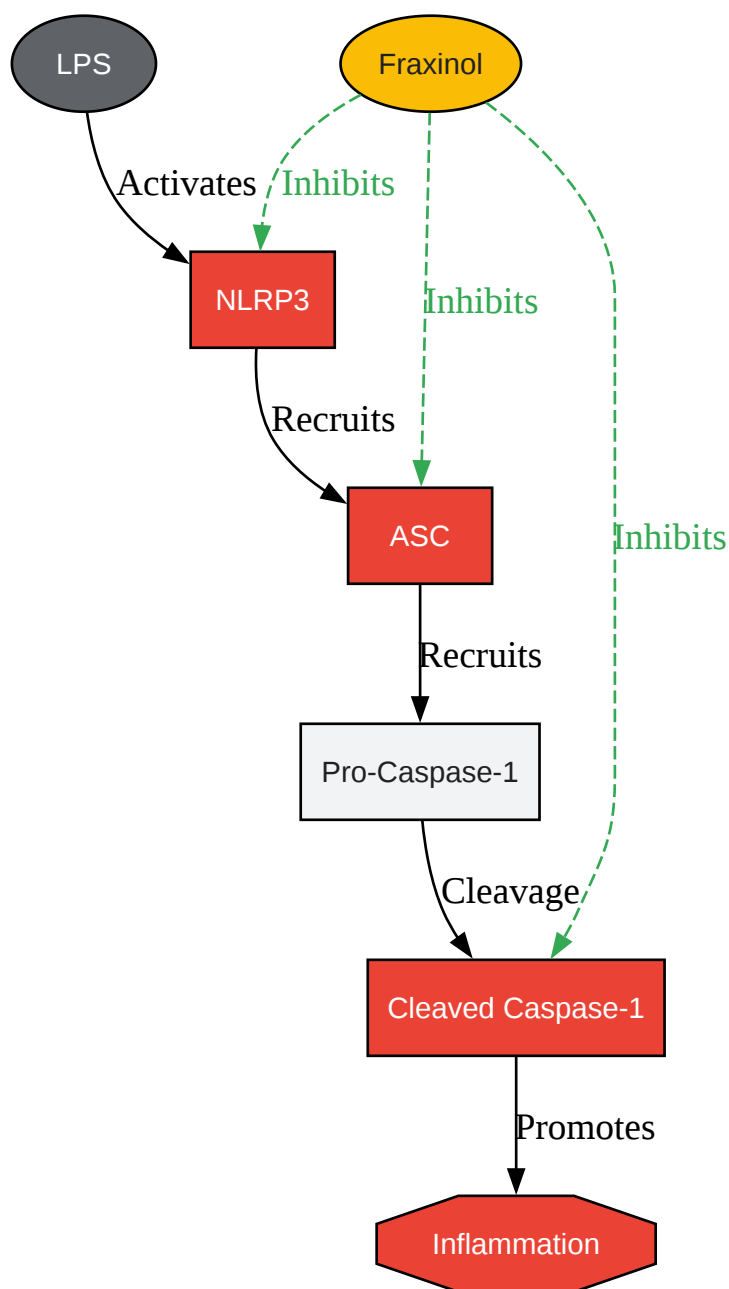 LPS
Fraxinol
Activates
Inhibits
NLRP3
Inhibits
Recruits
ASC
Inhibits
Recruits
Pro-Caspase-1
Cleavage
Cleaved Caspase-1
Promotes
Inflammation